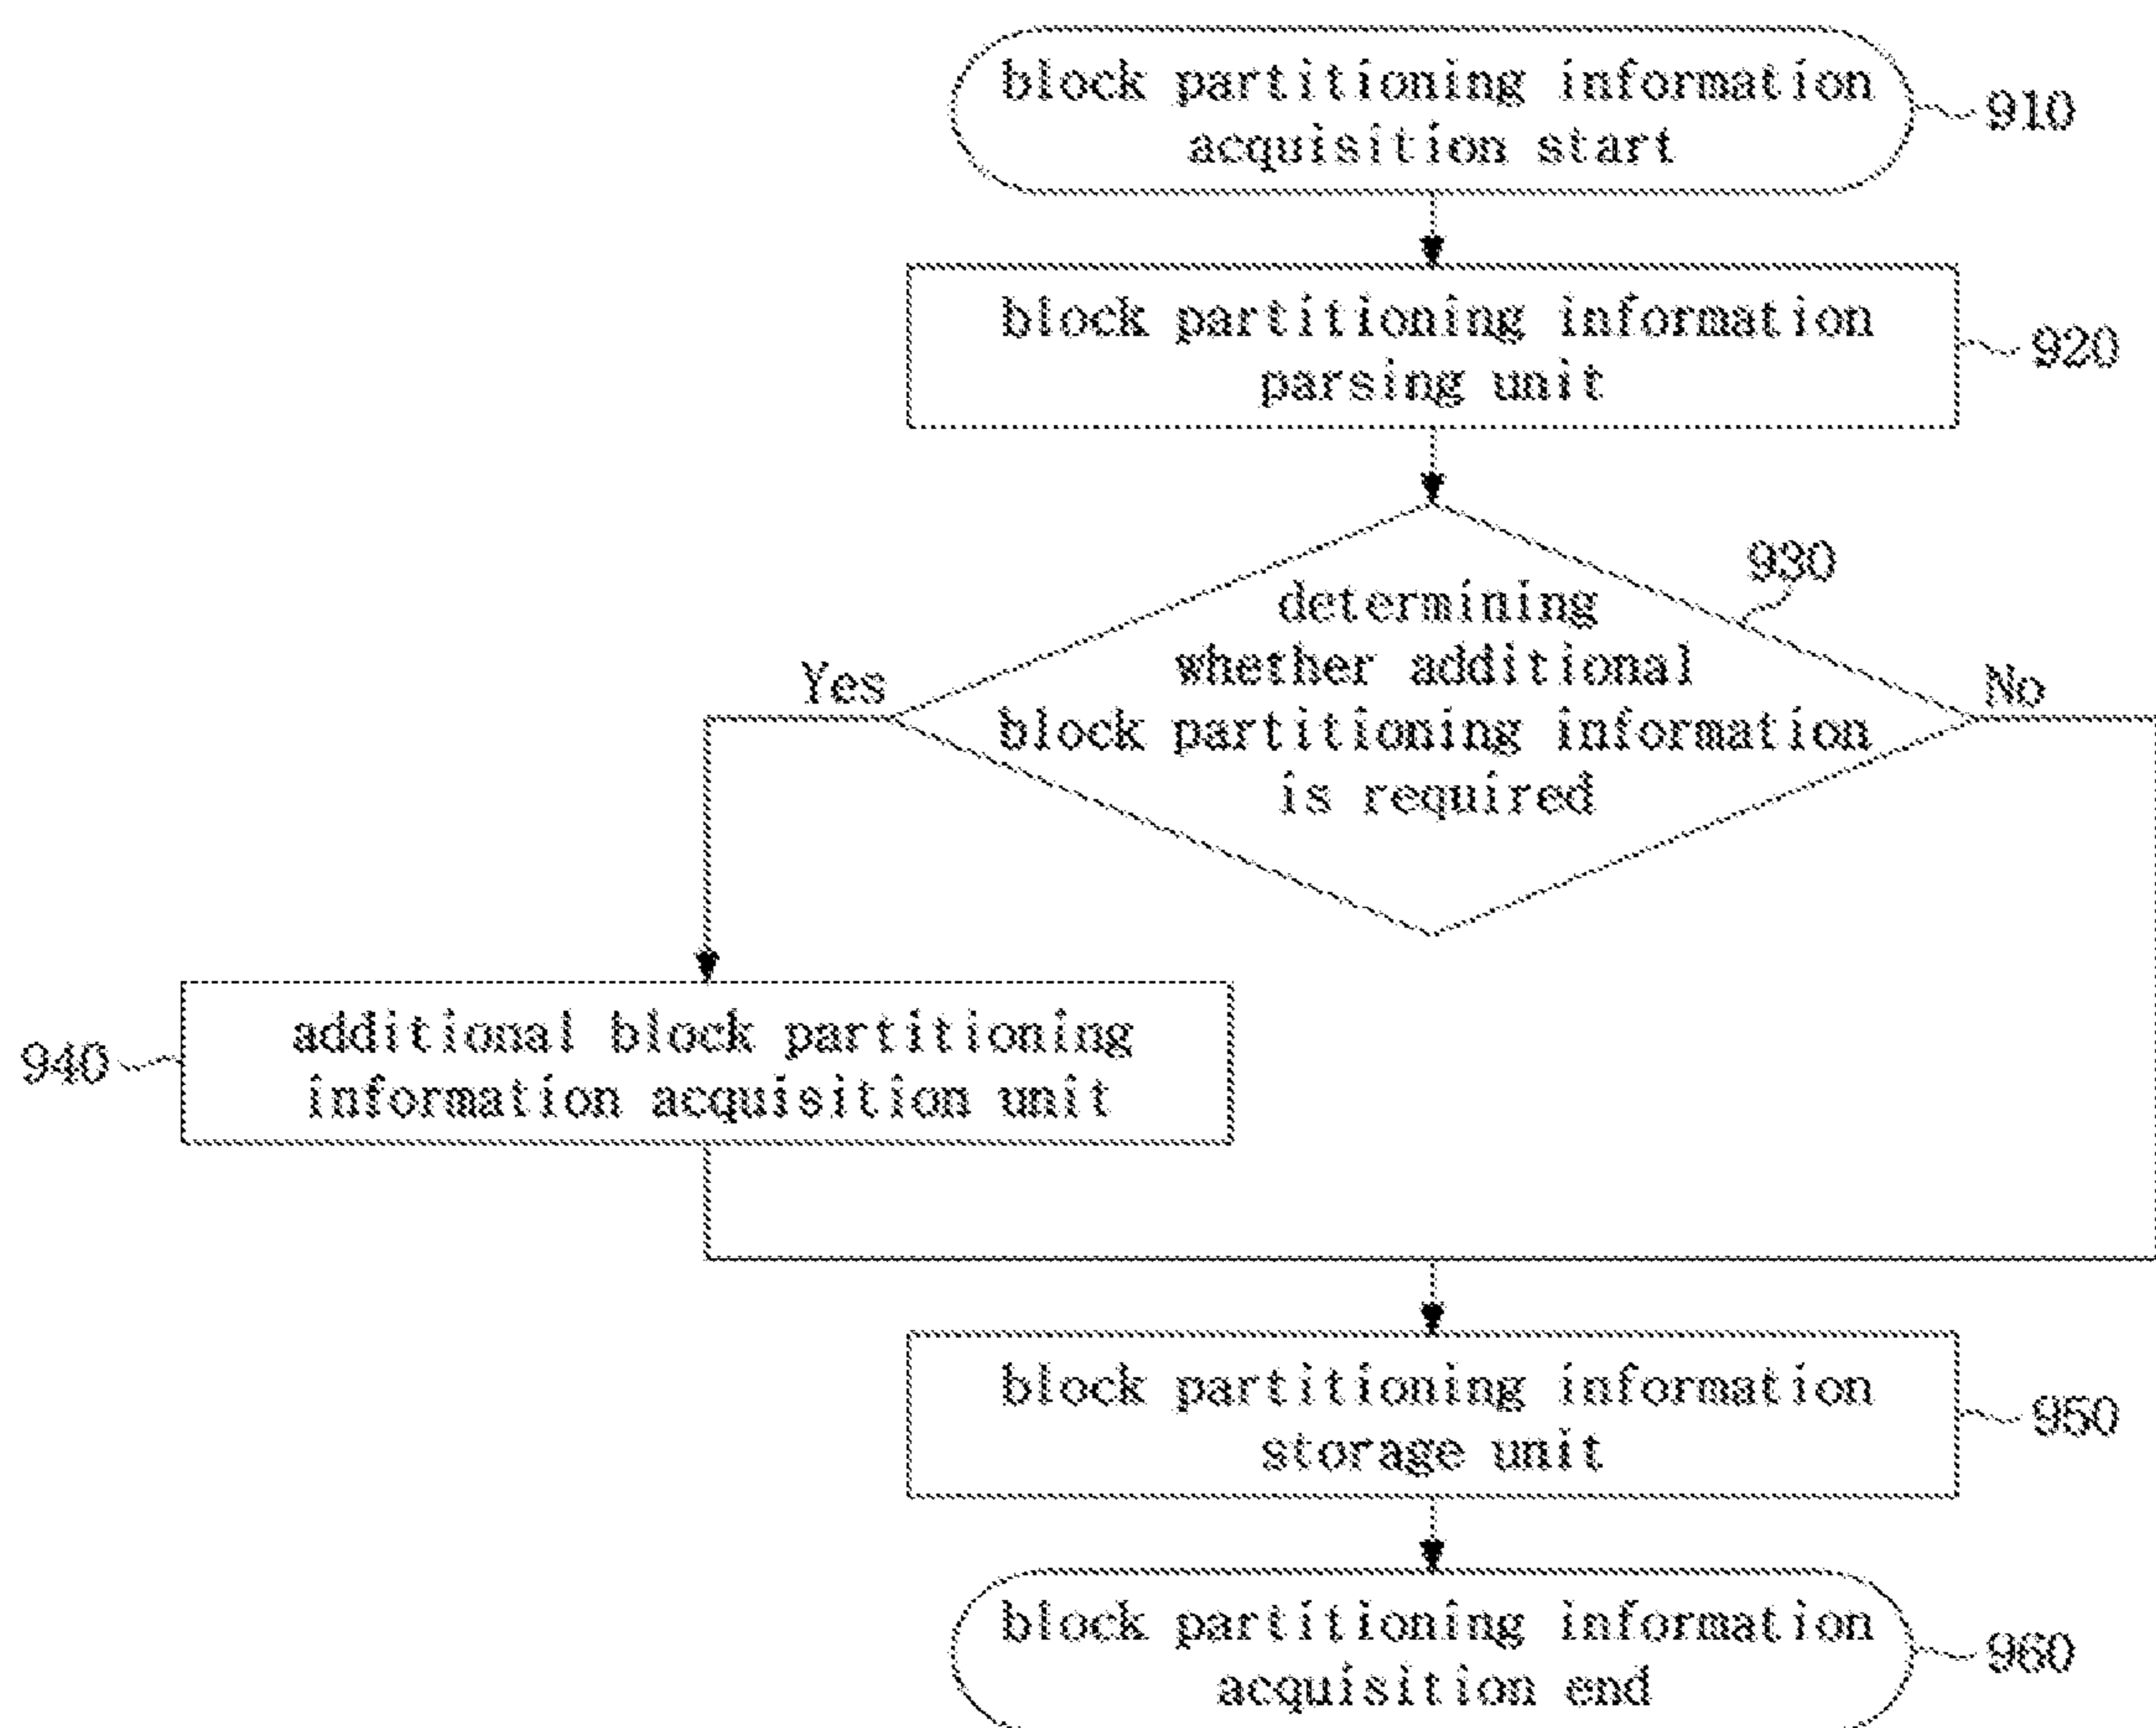 block partitioning information
acquisition start
910
block partitioning information
parsing unit
920
930
determining
whether additional
block partitioning information
is required
Yes
No
additional block partitioning
information acquisition unit
940
block partitioning information
storage unit
950
block partitioning information
acquisition end
960